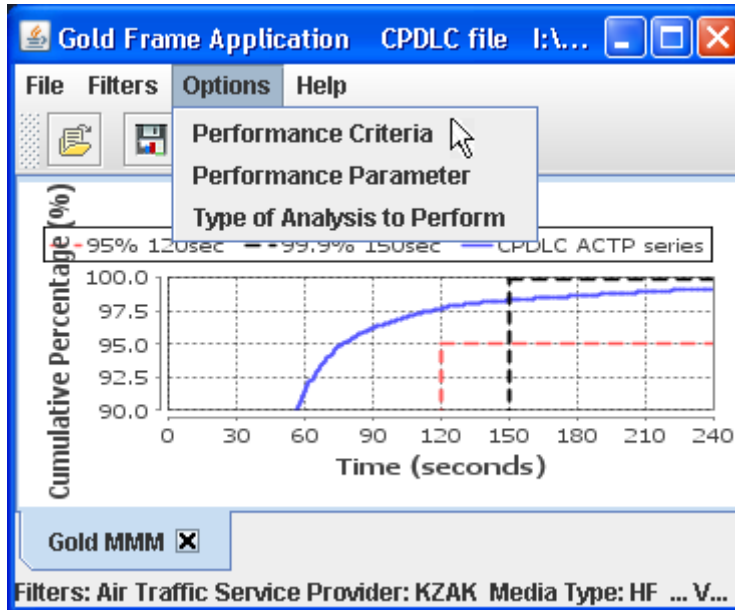 Gold Frame Application CPDLC file I:\...
File Filters Options Help
Performance Criteria
Performance Parameter
Type of Analysis to Perform
95% 120sec 99.9% 150sec CPDLC ACTP series
Cumulative Percentage (%)
100.0
97.5
95.0
92.5
90.0
0 30 60 90 120 150 180 210 240
Time (seconds)
Gold MMM
Filters: Air Traffic Service Provider: KZAK Media Type: HF ... V...